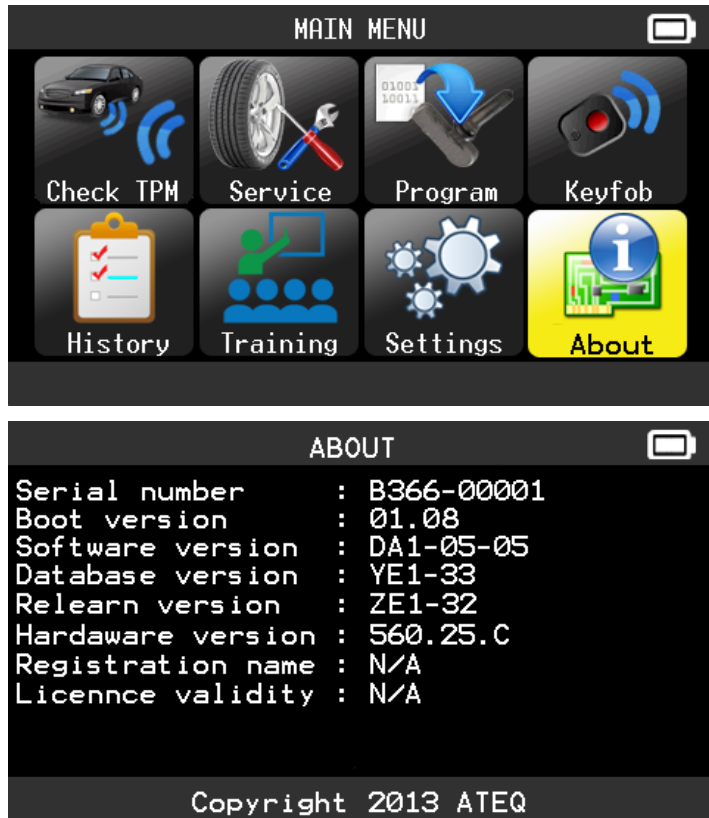 MAIN MENU
01001
10011
Check TPM Service Program Keyfob
History Training Settings About
ABOUT
Serial number : B366-00001
Boot version : 01.08
Software version : DA1-05-05
Database version : YE1-33
Relearn version : ZE1-32
Hardaware version : 560.25.C
Registration name : N/A
Licennce validity : N/A
Copyright 2013 ATEQ